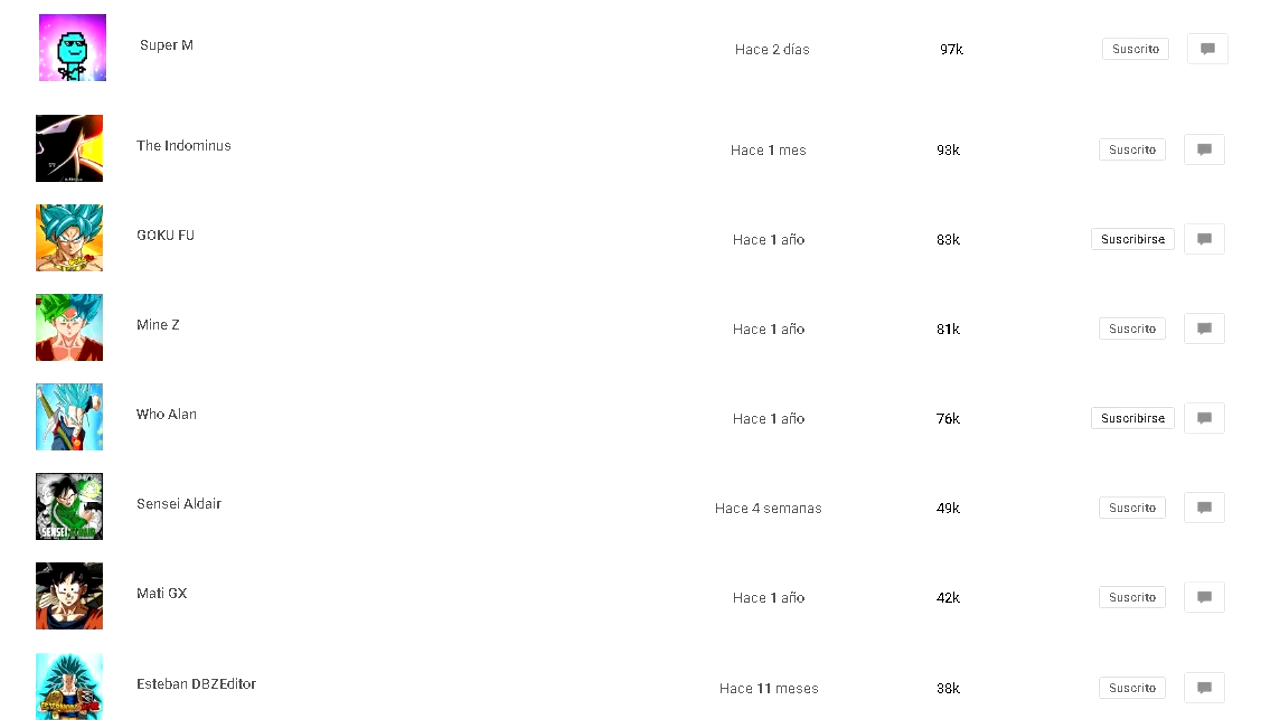 Super M Hace 2 días 97k Suscrito
The Indominus Hace 1 mes 93k Suscrito
GOKU FU Hace 1 año 83k Suscribirse
Mine Z Hace 1 año 81k Suscrito
Who Alan Hace 1 año 76k Suscribirse
Sensei Aldair Hace 4 semanas 49k Suscrito
Mati GX Hace 1 año 42k Suscrito
Esteban DBZEditor Hace 11 meses 38k Suscrito